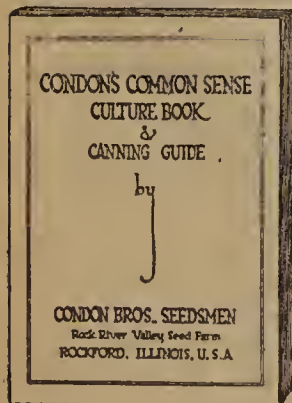 CONDON'S COMMON SENSE
CULTURE BOOK
&
CANNING GUIDE
by
CONDON BROS., SEEDSMEN
Rock River Valley Seed Farm
ROCKFORD, ILLINOIS, U.S.A